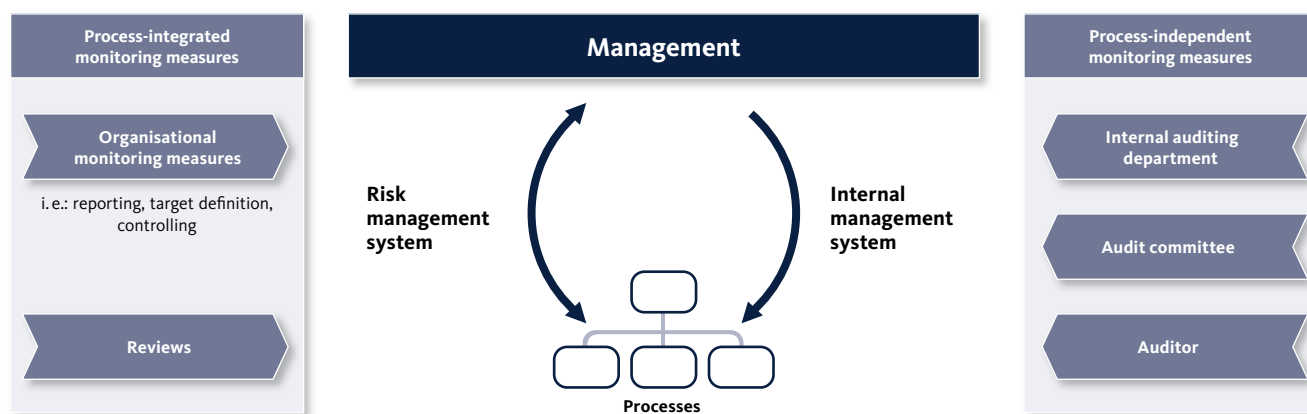 Process-integrated
monitoring measures
Organisational
monitoring measures
i. e.: reporting, target definition,
controlling
Reviews
Management
Risk
management
system
Internal
management
system
Processes
Process-independent
monitoring measures
Internal auditing
department
Audit committee
Auditor